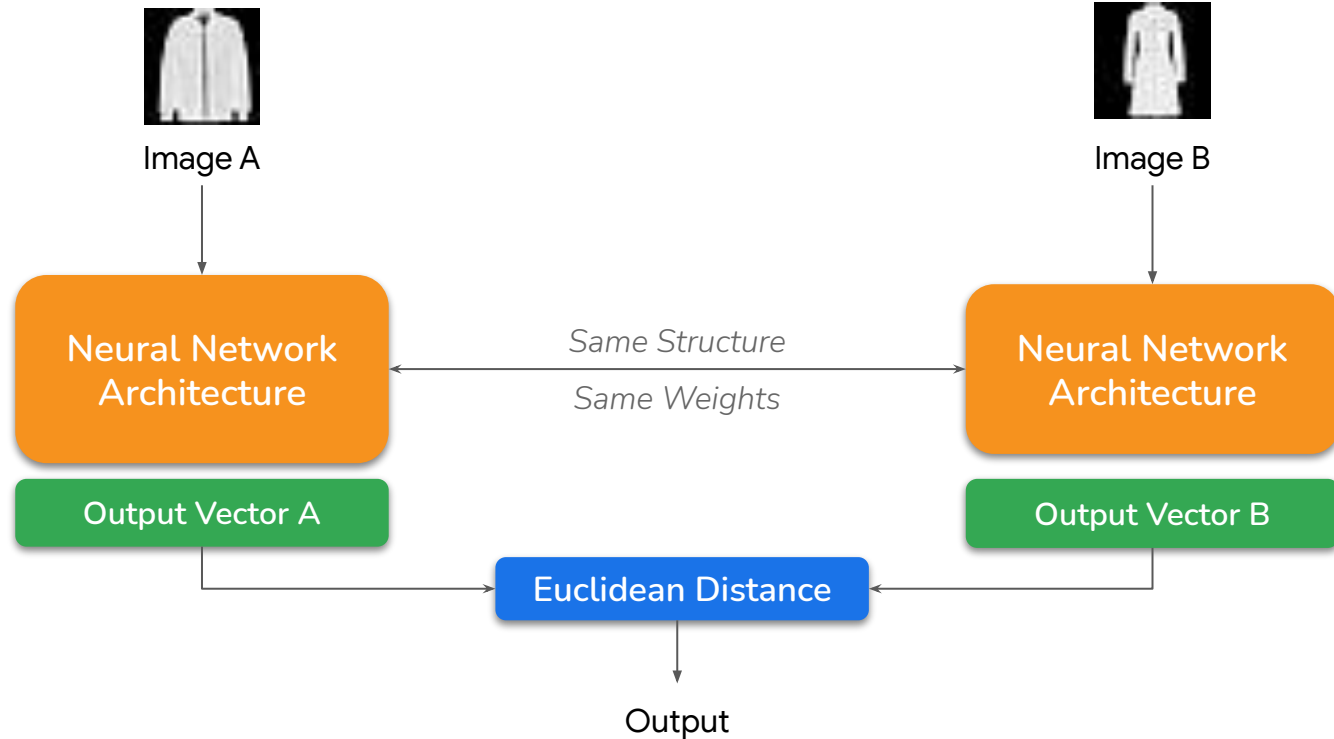 Image A
Image B
Neural Network
Architecture
Same Structure
Same Weights
Neural Network
Architecture
Output Vector A
Output Vector B
Euclidean Distance
Output